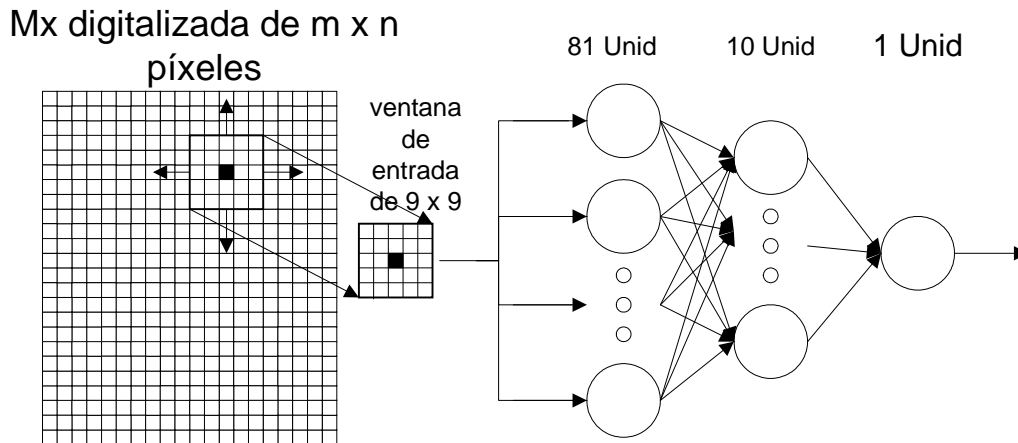 Mx digitalizada de m x n
píxeles
ventana
de
entrada
de 9 x 9
81 Unid
10 Unid
1 Unid